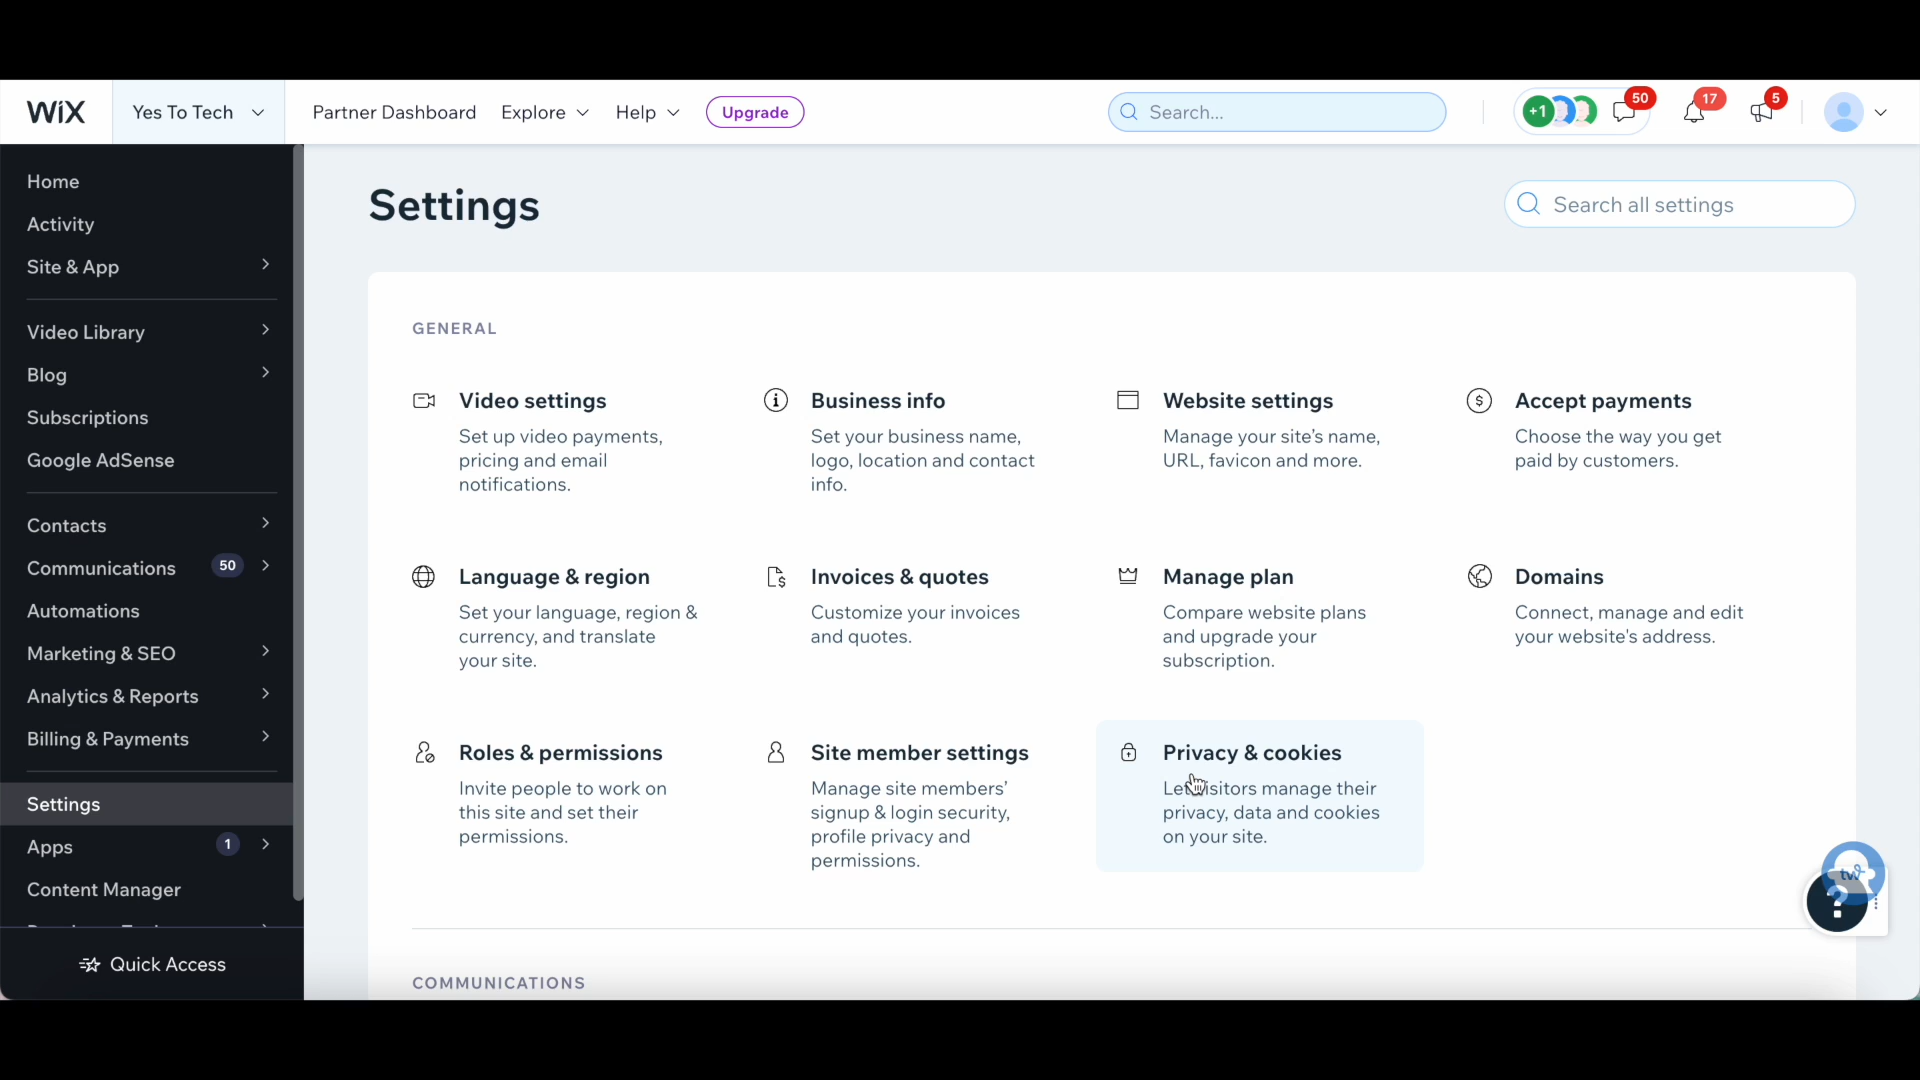 WiX
Yes To Tech
Partner Dashboard
Explore
Help
Upgrade
Search...
+1
50
17
5
Home
Activity
Site & App
Video Library
Blog
Subscriptions
Google AdSense
Contacts
Communications 50
Automations
Marketing & SEO
Analytics & Reports
Billing & Payments
Settings
Apps 1
Content Manager
Quick Access
Settings
Search all settings
GENERAL
Video settings
Set up video payments,
pricing and email
notifications.
Business info
Set your business name,
logo, location and contact
info.
Website settings
Manage your site's name,
URL, favicon and more.
Accept payments
Choose the way you get
paid by customers.
Language & region
Set your language, region &
currency, and translate
your site.
Invoices & quotes
Customize your invoices
and quotes.
Manage plan
Compare website plans
and upgrade your
subscription.
Domains
Connect, manage and edit
your website's address.
Roles & permissions
Invite people to work on
this site and set their
permissions.
Site member settings
Manage site members'
signup & login security,
profile privacy and
permissions.
Privacy & cookies
Let visitors manage their
privacy, data and cookies
on your site.
?
COMMUNICATIONS